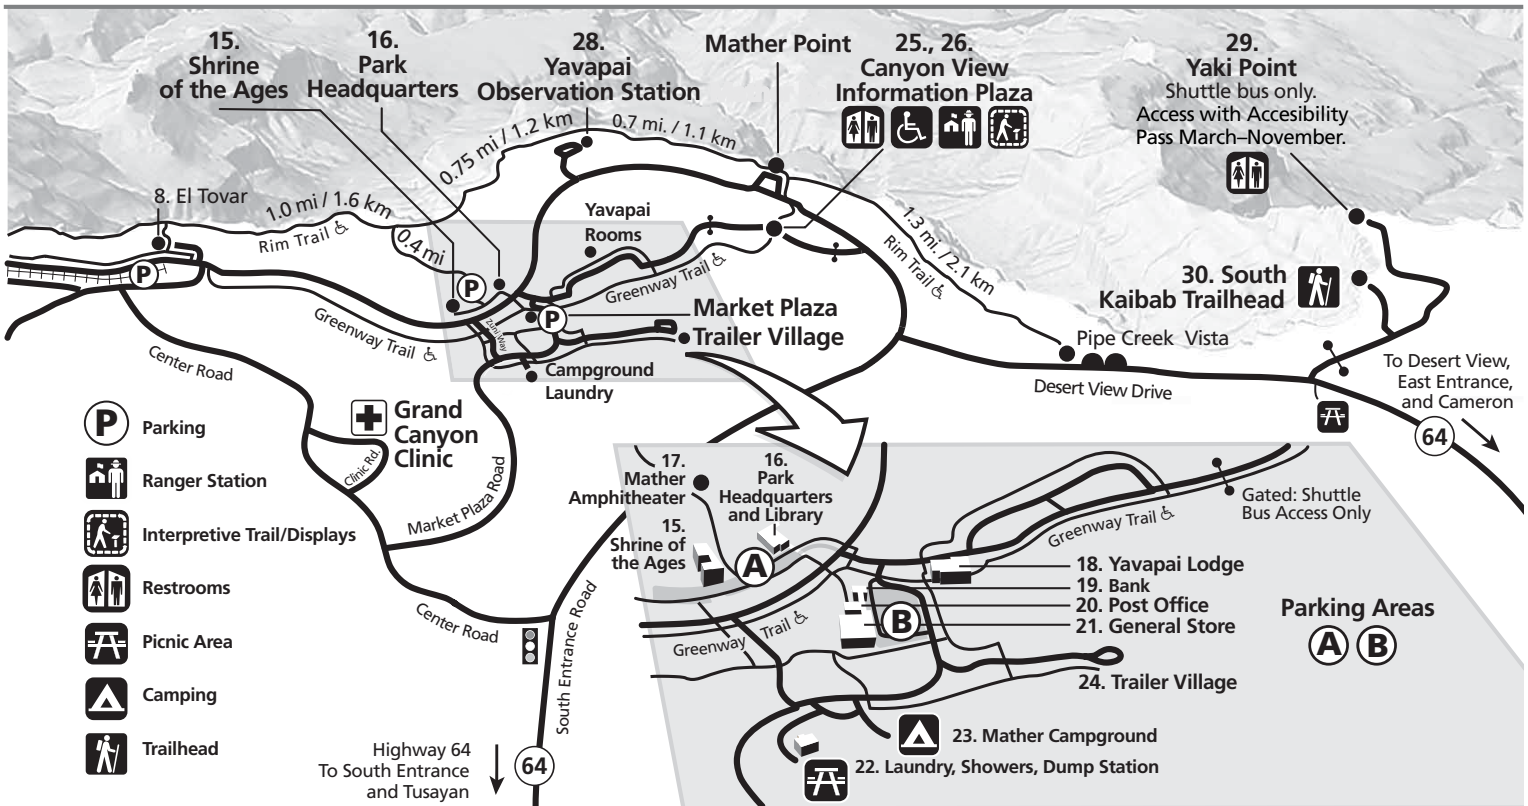 15.
Shrine
of the Ages
16.
Park
Headquarters
28.
Yavapai
Observation Station
Mather Point
25., 26.
Canyon View
Information Plaza
29.
Yaki Point
Shuttle bus only.
Access with Accesibility
Pass March–November.
0.75 mi / 1.2 km
0.7 mi. / 1.1 km
8. El Tovar
1.0 mi / 1.6 km
Rim Trail
0.4 mi
Yavapai
Rooms
1.3 mi. / 2.1 km
Rim Trail
Greenway Trail
P
P
P
30. South
Kaibab Trailhead
Market Plaza
Trailer Village
Zuni Way
Greenway Trail
Pipe Creek Vista
Center Road
Campground
Laundry
Desert View Drive
To Desert View,
East Entrance,
and Cameron
64
Grand
Canyon
Clinic
Clinic Rd.
Market Plaza Road
P
Parking
Ranger Station
Interpretive Trail/Displays
Restrooms
Picnic Area
Camping
Trailhead
Center Road
South Entrance Road
Highway 64
To South Entrance
and Tusayan
64
17.
Mather
Amphitheater
16.
Park
Headquarters
and Library
15.
Shrine of
the Ages
A
Gated: Shuttle
Bus Access Only
Greenway Trail
Greenway Trail
B
18. Yavapai Lodge
19. Bank
20. Post Office
21. General Store
Parking Areas
A B
24. Trailer Village
23. Mather Campground
22. Laundry, Showers, Dump Station